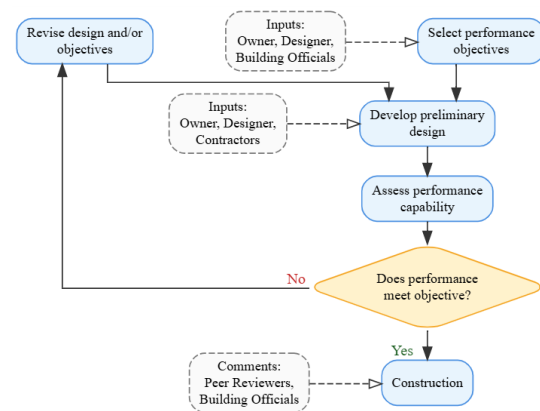 Revise design and/or
objectives
Inputs:
Owner, Designer,
Building Officials
Select performance
objectives
Inputs:
Owner, Designer,
Contractors
Develop preliminary
design
Assess performance
capability
Does performance
meet objective?
No
Yes
Comments:
Peer Reviewers,
Building Officials
Construction